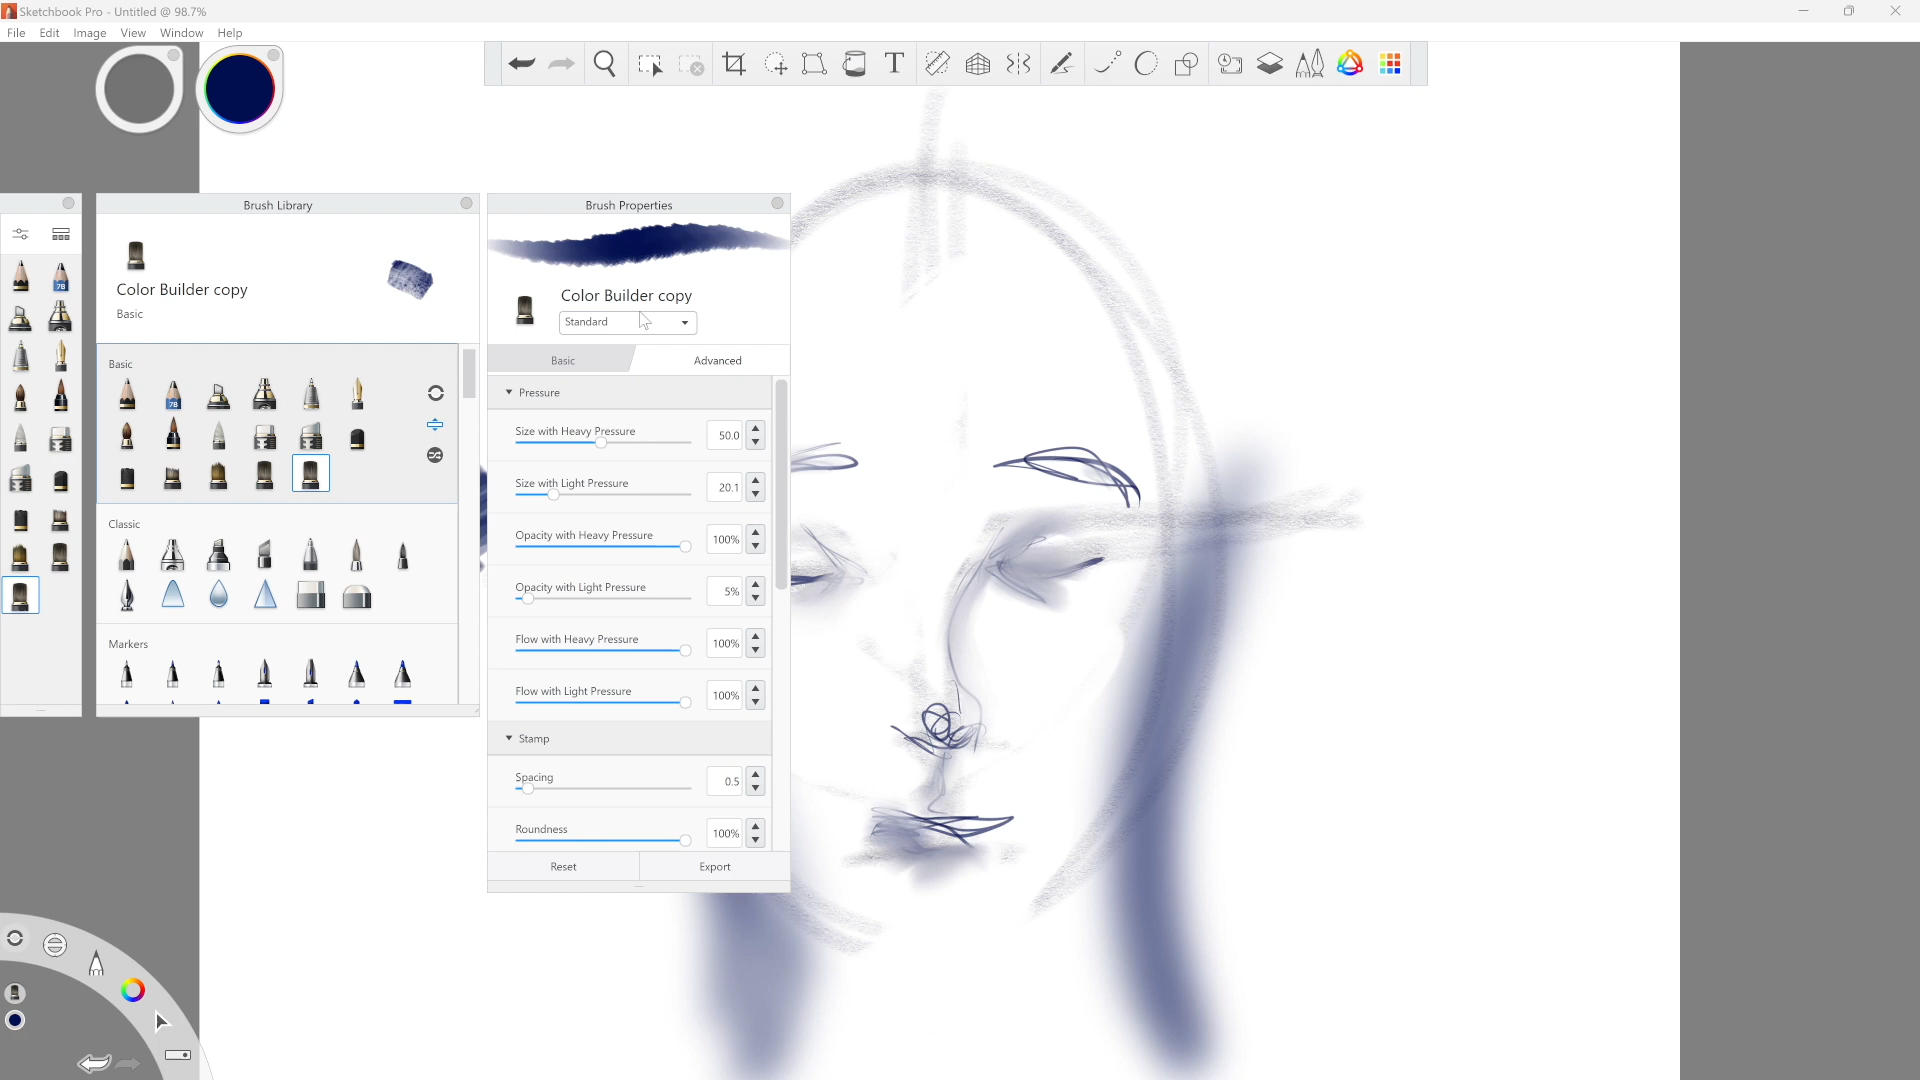 Sketchbook Pro - Untitled @ 98.7%
File Edit Image View Window Help
Brush Library
Color Builder copy
Basic
Basic
7B
Classic
Markers
7B
Brush Properties
Color Builder copy
Standard
Basic Advanced
Pressure
Size with Heavy Pressure 50.0
Size with Light Pressure 20.1
Opacity with Heavy Pressure 100%
Opacity with Light Pressure 5%
Flow with Heavy Pressure 100%
Flow with Light Pressure 100%
Stamp
Spacing 0.5
Roundness 100%
Reset Export